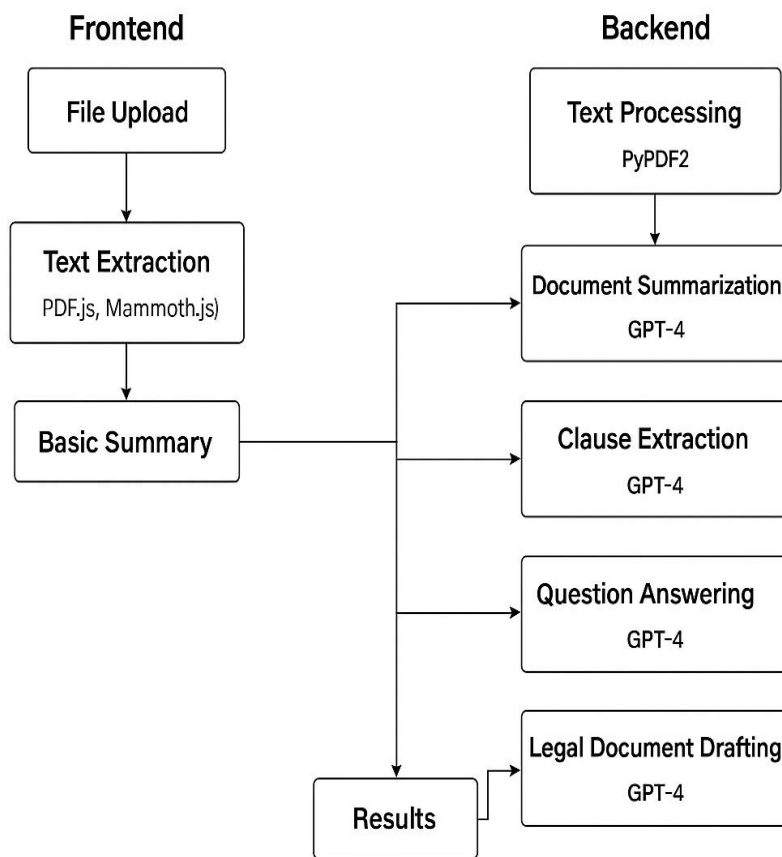 Frontend
File Upload
Text Extraction
PDF.js, Mammoth.js)
Basic Summary
Backend
Text Processing
PyPDF2
Document Summarization
GPT-4
Clause Extraction
GPT-4
Question Answering
GPT-4
Legal Document Drafting
GPT-4
Results